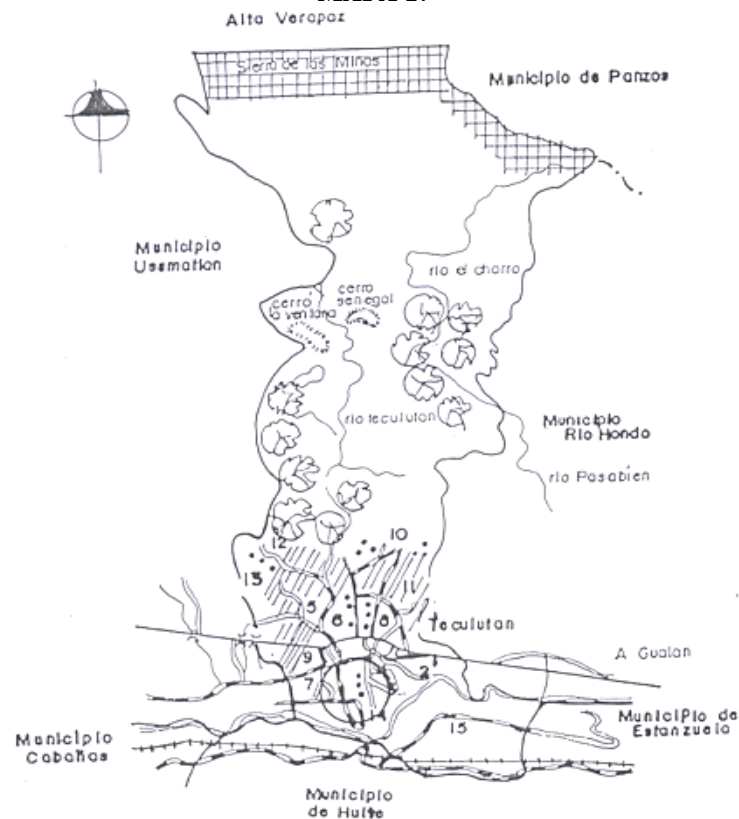 Alta Verapaz
Sierra de las Minas
Municipio de Panzos
Municipio
Usumatlan
rio el chorro
cerro
la ventana
cerro
senegal
rio teculutan
Municipio
Rio Hondo
rio Pasabien
10
12
13
11
5
6
8
teculutan
9
A Gualan
2
7
15
Municipio de
Estanzuela
Municipio
Cabañas
Municipio
de Huite